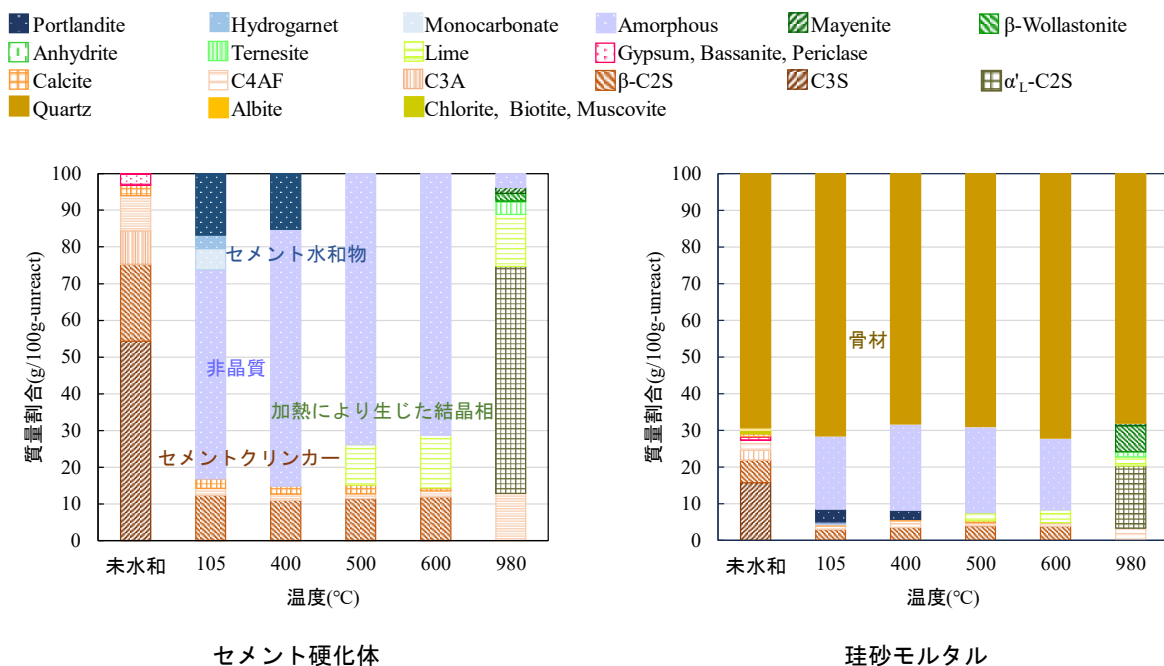 Portlandite Hydrogarnet Monocarbonate Amorphous Mayenite β-Wollastonite
Anhydrite Ternesite Lime Gypsum, Bassanite, Periclase
Calcite C4AF C3A β-C2S C3S α'L-C2S
Quartz Albite Chlorite, Biotite, Muscovite
質量割合(g/100g-unreact)
100
90
80
70
60
50
40
30
20
10
0
セメント水和物
非晶質
加熱により生じた結晶相
セメントクリンカー
未水和 105 400 500 600 980
温度(℃)
セメント硬化体
質量割合(g/100g-unreact)
100
90
80
70
60
50
40
30
20
10
0
骨材
未水和 105 400 500 600 980
温度(℃)
珪砂モルタル